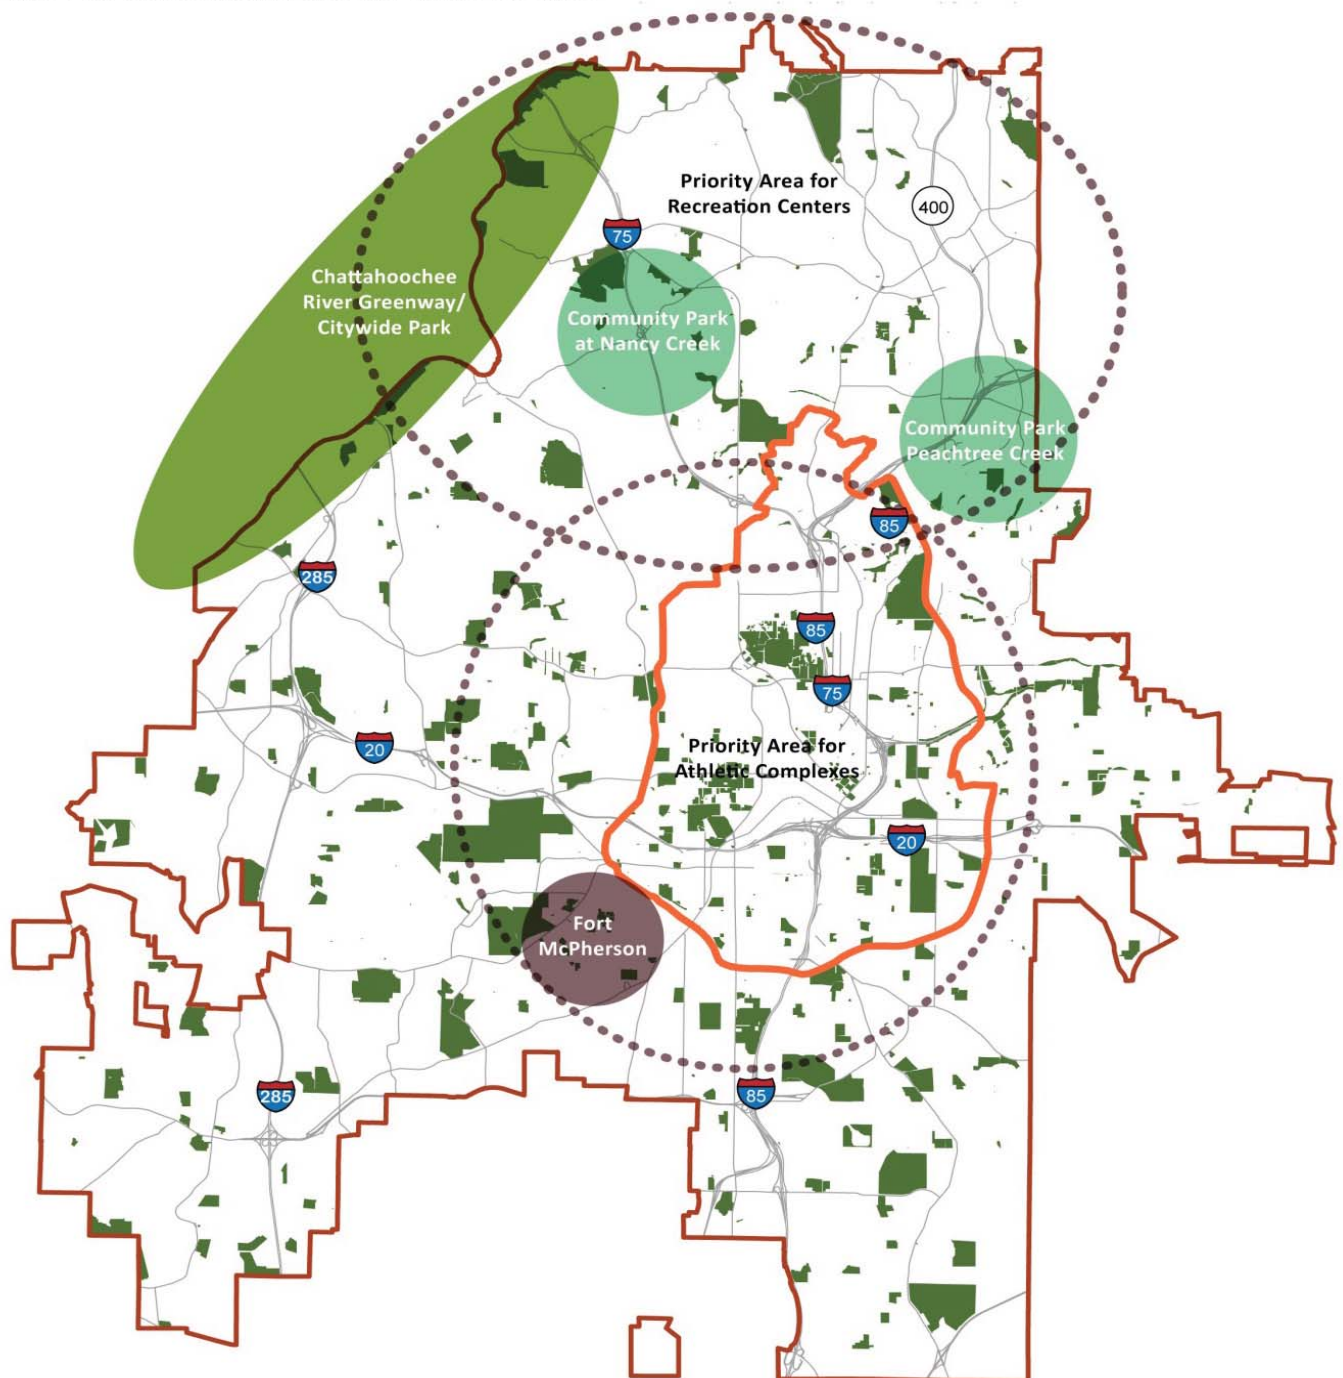 Priority Area for
Recreation Centers
400
75
Chattahoochee
River Greenway/
Citywide Park
Community Park
at Nancy Creek
Community Park
Peachtree Creek
85
285
85
75
20
Priority Area for
Athletic Complexes
20
Fort
McPherson
285
85